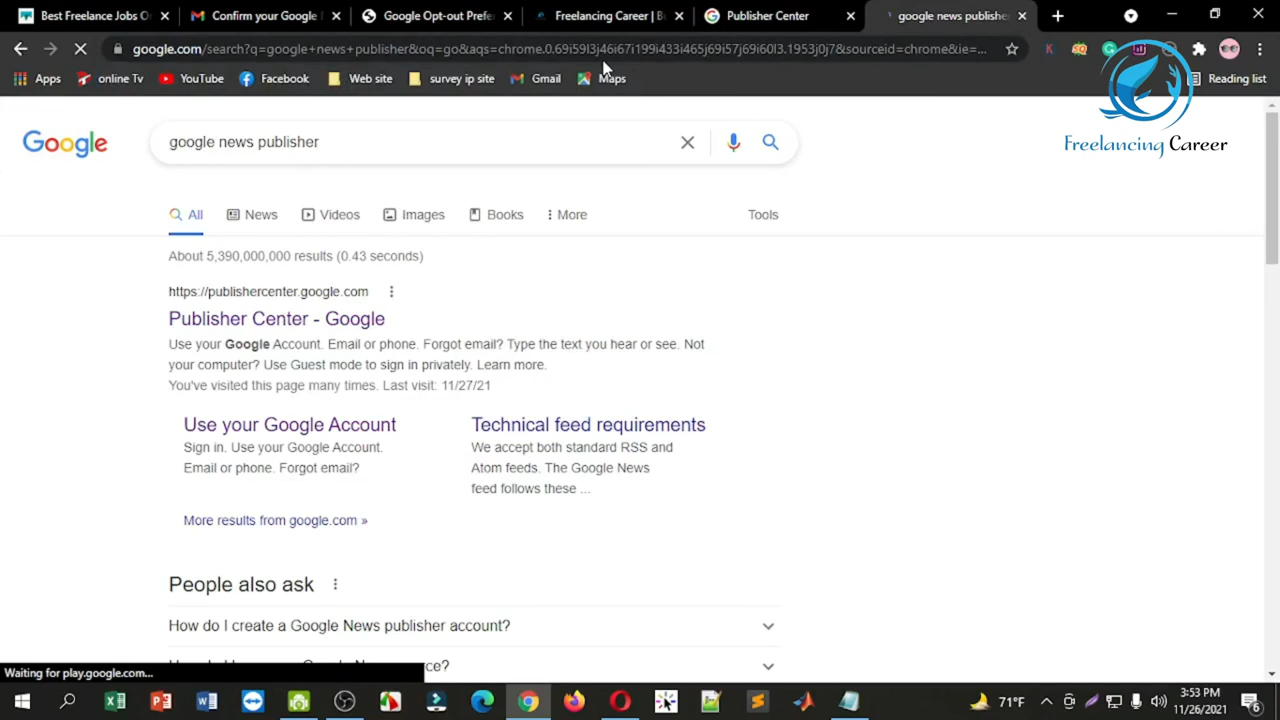 Best Freelance Jobs O
Confirm your Google
Google Opt-out Prefe
Freelancing Career | B
Publisher Center
google news publishe
google.com/search?q=google+news+publisher&oq=go&aqs=chrome.0.69i59l3j46i67i199i433i465j69i57j69i60l3.1953j0j7&sourceid=chrome&ie=...
Apps
online Tv
YouTube
Facebook
Web site
survey ip site
Gmail
Maps
Reading list
Freelancing Career
Google
google news publisher
All
News
Videos
Images
Books
More
Tools
About 5,390,000,000 results (0.43 seconds)
https://publishercenter.google.com
Publisher Center - Google
Use your Google Account. Email or phone. Forgot email? Type the text you hear or see. Not
your computer? Use Guest mode to sign in privately. Learn more.
You've visited this page many times. Last visit: 11/27/21
Use your Google Account
Sign in. Use your Google Account.
Email or phone. Forgot email?
Technical feed requirements
We accept both standard RSS and
Atom feeds. The Google News
feed follows these ...
More results from google.com »
People also ask
How do I create a Google News publisher account?
ce?
Waiting for play.google.com...
71°F
3:53 PM
11/26/2021
6